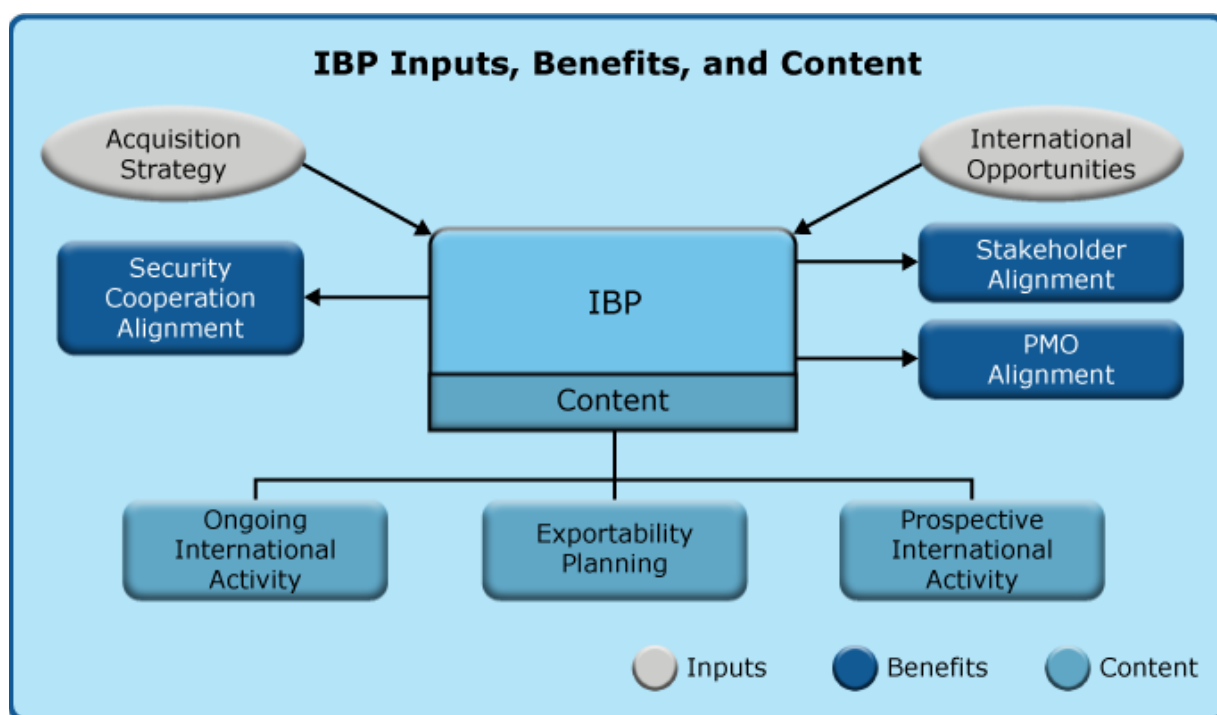 IBP Inputs, Benefits, and Content
Acquisition
Strategy
International
Opportunities
Security
Cooperation
Alignment
IBP
Stakeholder
Alignment
PMO
Alignment
Content
Ongoing
International
Activity
Exportability
Planning
Prospective
International
Activity
Inputs
Benefits
Content